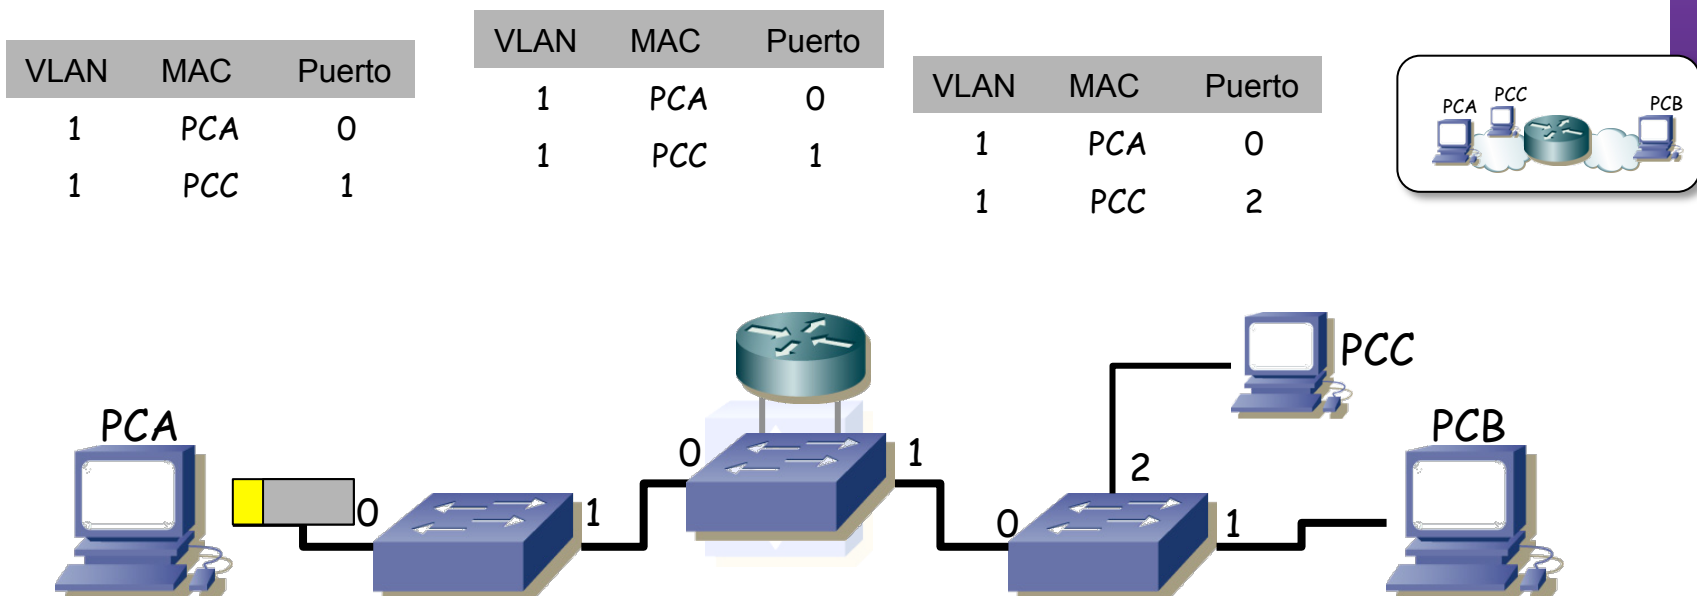 VLAN MAC Puerto
1 PCA 0
1 PCC 1
VLAN MAC Puerto
1 PCA 0
1 PCC 1
VLAN MAC Puerto
1 PCA 0
1 PCC 2
PCA PCC PCB
PCA
0
1
0
1
0
2
1
PCC
PCB